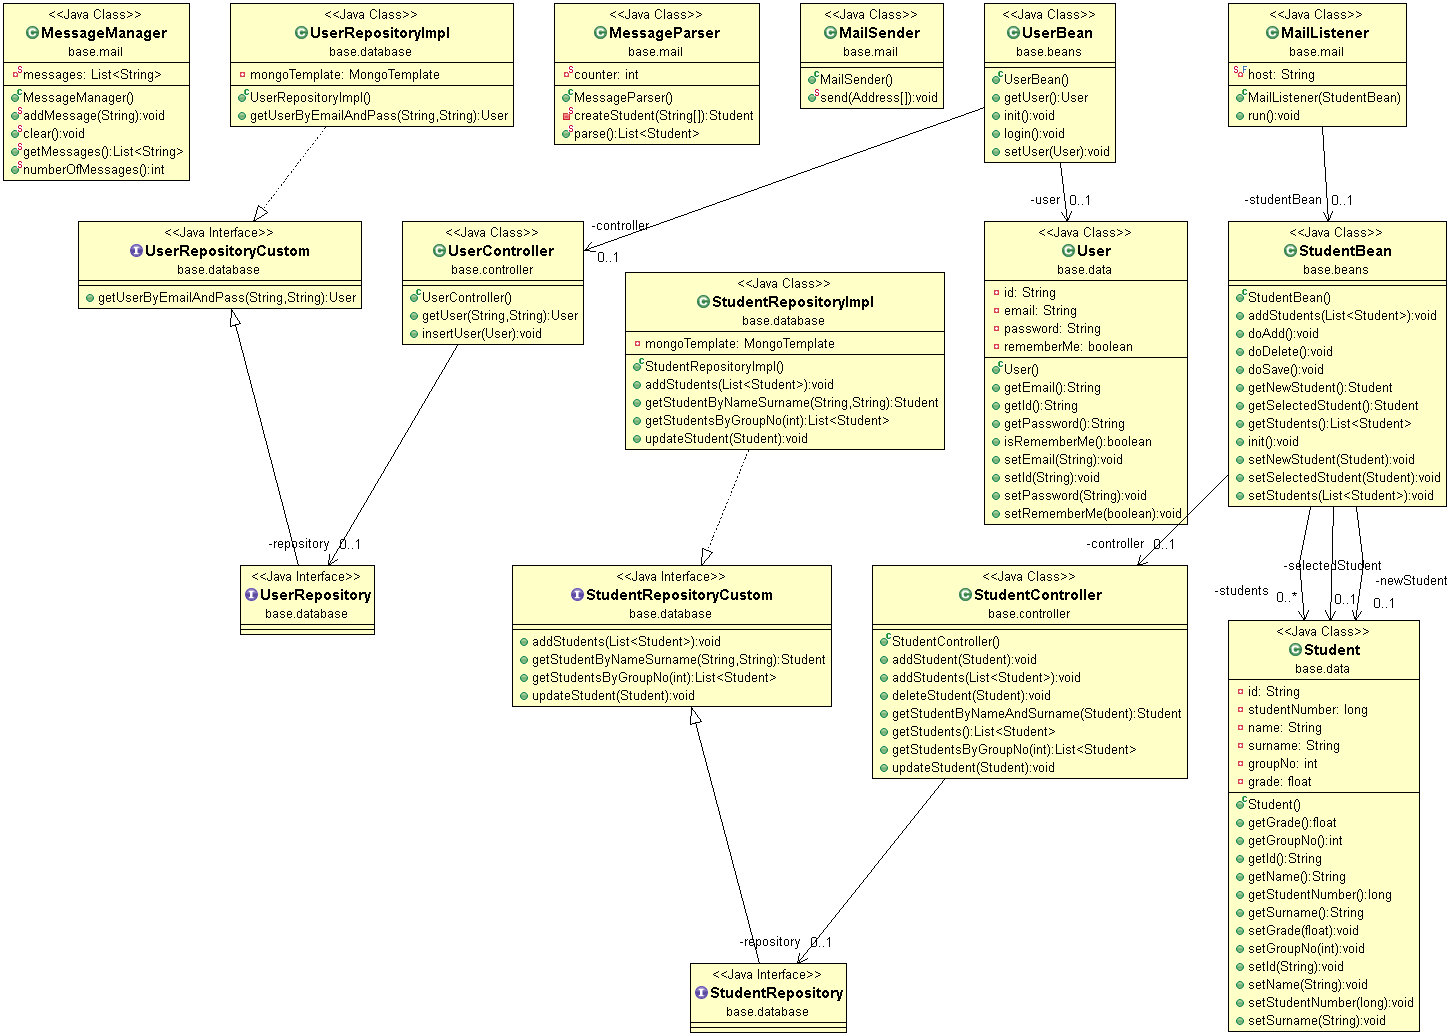 <<Java Class>>
MessageManager
base.mail
messages: List<String>
MessageManager()
addMessage(String):void
clear():void
getMessages():List<String>
numberOfMessages():int
<<Java Class>>
UserRepositoryImpl
base.database
mongoTemplate: MongoTemplate
UserRepositoryImpl()
getUserByEmailAndPass(String,String):User
<<Java Class>>
MessageParser
base.mail
counter: int
MessageParser()
createStudent(String[]):Student
parse():List<Student>
<<Java Class>>
MailSender
base.mail
MailSender()
send(Address[]):void
<<Java Class>>
UserBean
base.beans
UserBean()
getUser():User
init():void
login():void
setUser(User):void
<<Java Class>>
MailListener
base.mail
host: String
MailListener(StudentBean)
run():void
-controller
0..1
-user 0..1
-studentBean 0..1
<<Java Interface>>
UserRepositoryCustom
base.database
getUserByEmailAndPass(String,String):User
<<Java Class>>
UserController
base.controller
UserController()
getUser(String,String):User
insertUser(User):void
<<Java Class>>
StudentRepositoryImpl
base.database
mongoTemplate: MongoTemplate
StudentRepositoryImpl()
addStudents(List<Student>):void
getStudentByNameSurname(String,String):Student
getStudentsByGroupNo(int):List<Student>
updateStudent(Student):void
<<Java Class>>
User
base.data
id: String
email: String
password: String
rememberMe: boolean
User()
getEmail():String
getId():String
getPassword():String
isRememberMe():boolean
setEmail(String):void
setId(String):void
setPassword(String):void
setRememberMe(boolean):void
<<Java Class>>
StudentBean
base.beans
StudentBean()
addStudents(List<Student>):void
doAdd():void
doDelete():void
doSave():void
getNewStudent():Student
getSelectedStudent():Student
getStudents():List<Student>
init():void
setNewStudent(Student):void
setSelectedStudent(Student):void
setStudents(List<Student>):void
-repository 0..1
-controller 0..1
-selectedStudent
0..1
-newStudent
0..1
-students
0..*
<<Java Interface>>
UserRepository
base.database
<<Java Interface>>
StudentRepositoryCustom
base.database
addStudents(List<Student>):void
getStudentByNameSurname(String,String):Student
getStudentsByGroupNo(int):List<Student>
updateStudent(Student):void
<<Java Class>>
StudentController
base.controller
StudentController()
addStudent(Student):void
addStudents(List<Student>):void
deleteStudent(Student):void
getStudentByNameAndSurname(Student):Student
getStudents():List<Student>
getStudentsByGroupNo(int):List<Student>
updateStudent(Student):void
<<Java Class>>
Student
base.data
id: String
studentNumber: long
name: String
surname: String
groupNo: int
grade: float
Student()
getGrade():float
getGroupNo():int
getId():String
getName():String
getStudentNumber():long
getSurname():String
setGrade(float):void
setGroupNo(int):void
setId(String):void
setName(String):void
setStudentNumber(long):void
setSurname(String):void
-repository 0..1
<<Java Interface>>
StudentRepository
base.database